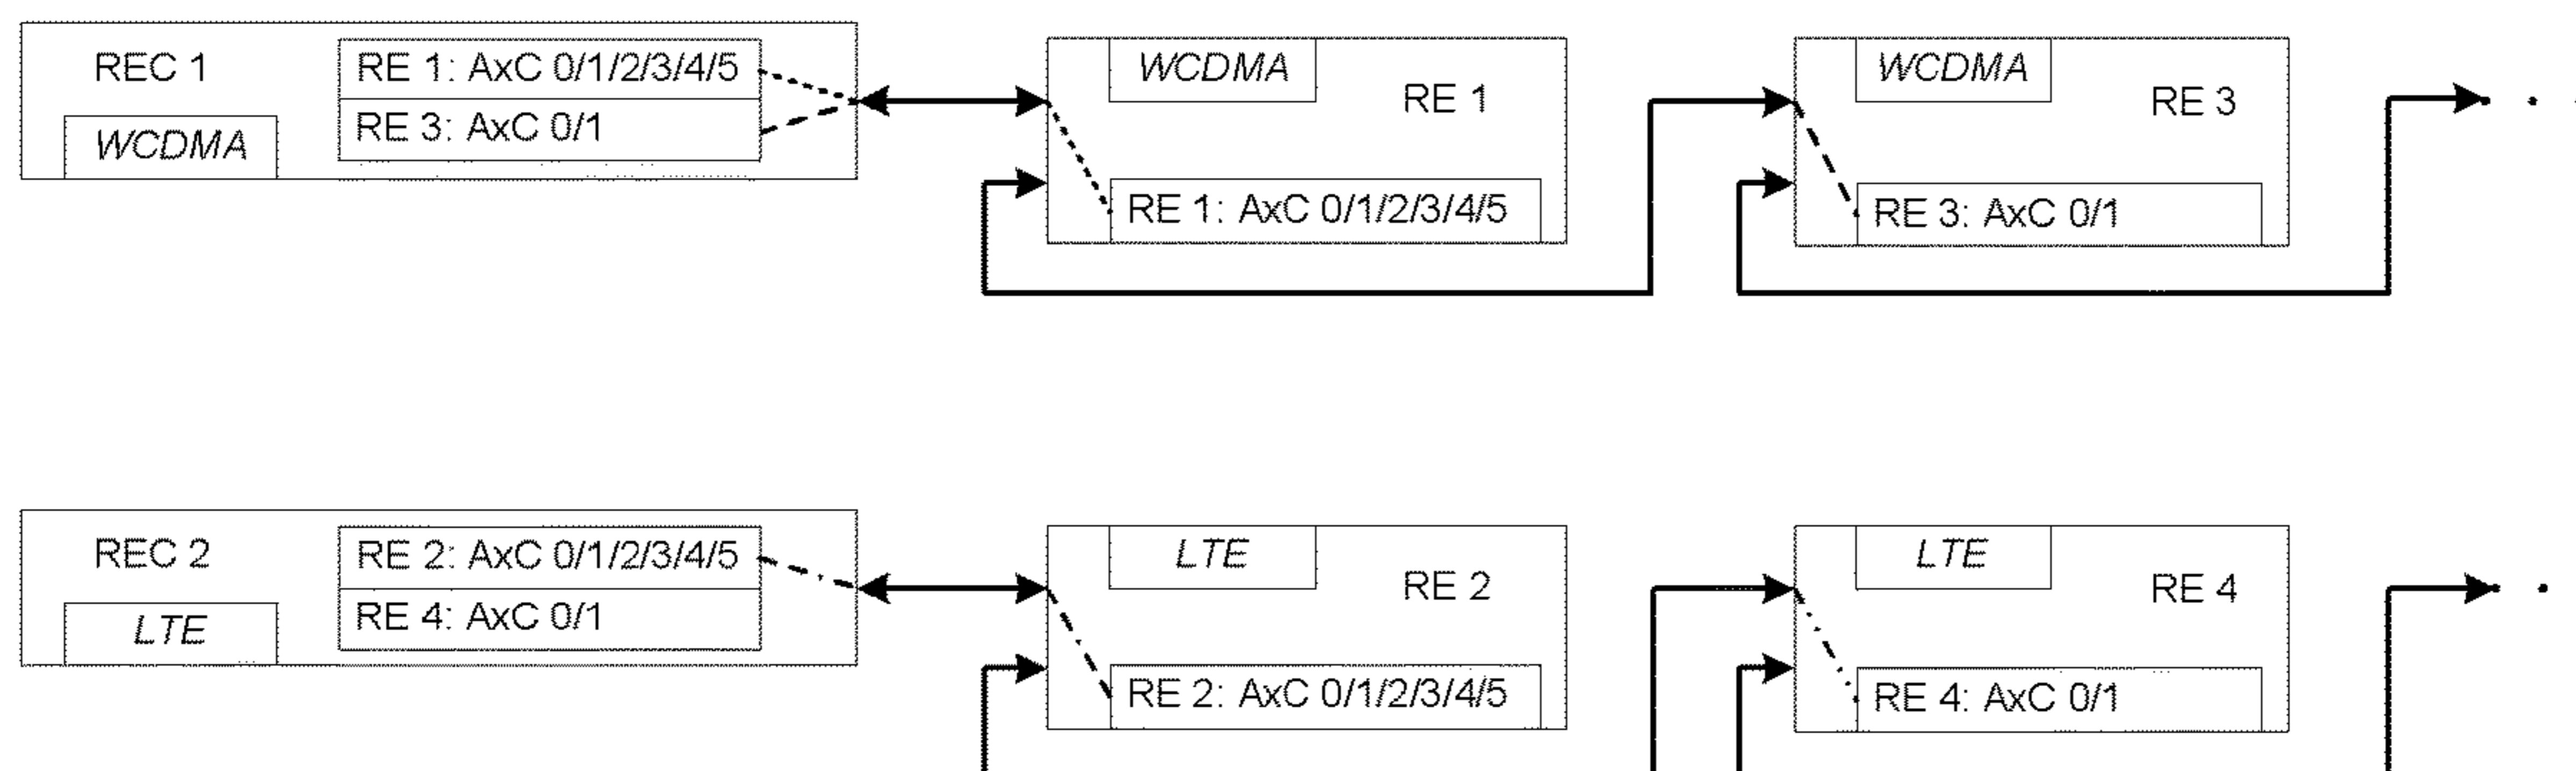 REC 1
RE 1: AxC 0/1/2/3/4/5
RE 3: AxC 0/1
WCDMA
WCDMA
RE 1
RE 1: AxC 0/1/2/3/4/5
WCDMA
RE 3
RE 3: AxC 0/1
REC 2
RE 2: AxC 0/1/2/3/4/5
RE 4: AxC 0/1
LTE
LTE
RE 2
RE 2: AxC 0/1/2/3/4/5
LTE
RE 4
RE 4: AxC 0/1